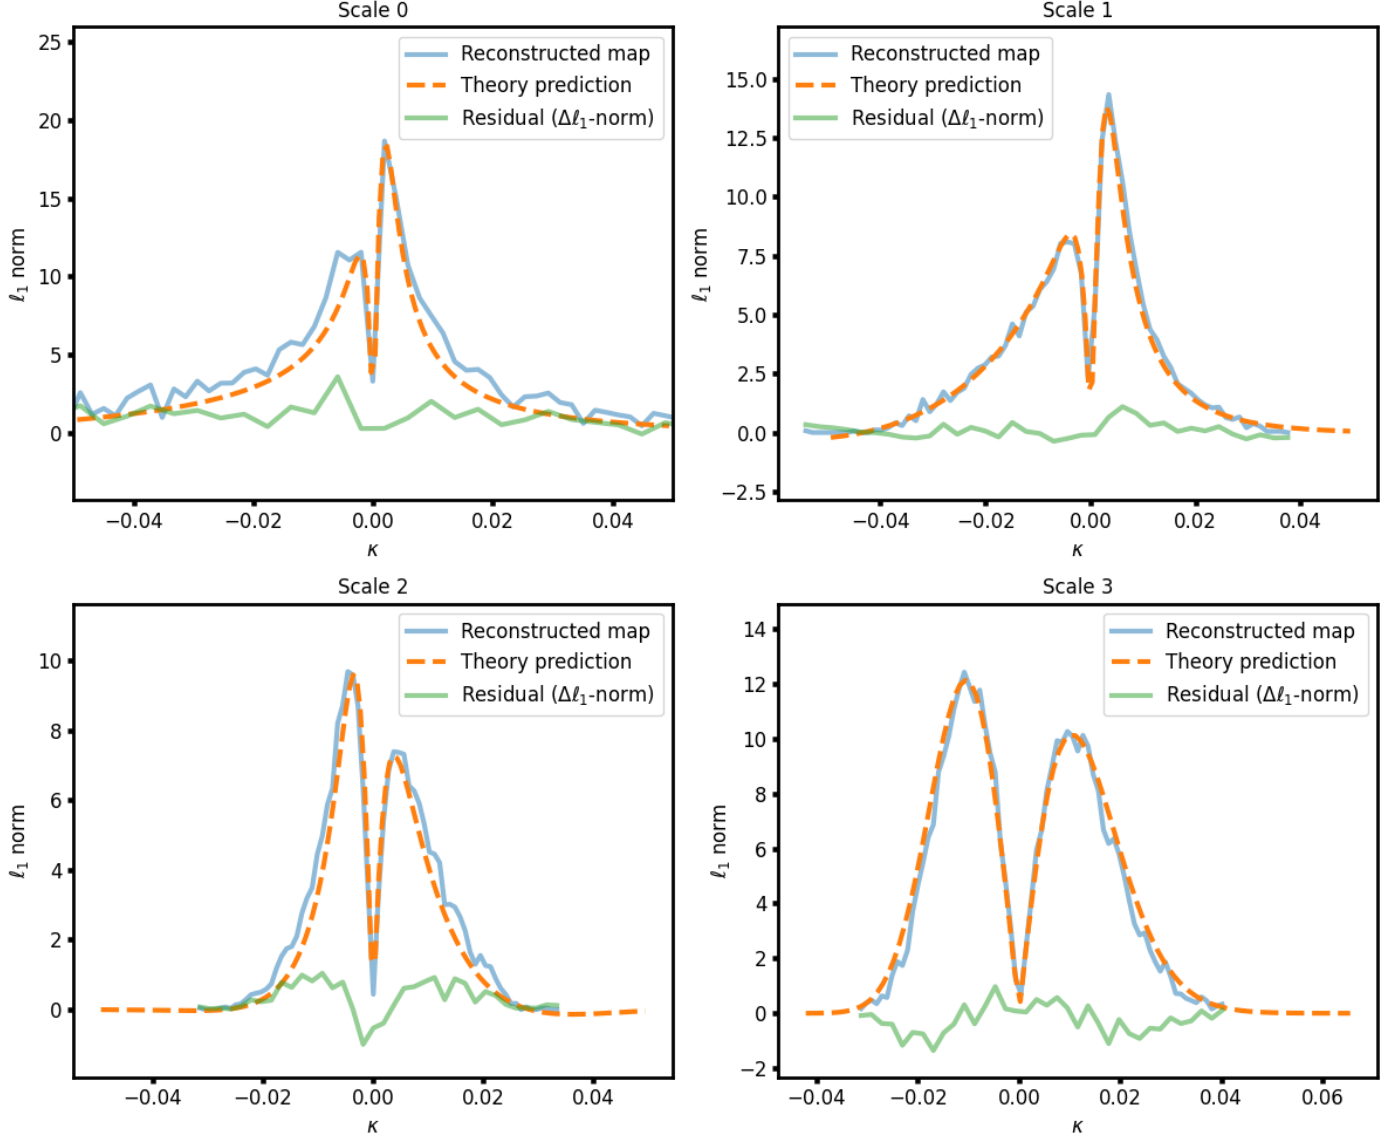 Scale 0
25
20
15
10
5
0
ℓ₁ norm
−0.04 −0.02 0.00 0.02 0.04
κ
Reconstructed map
Theory prediction
Residual (Δℓ₁-norm)
Scale 1
15.0
12.5
10.0
7.5
5.0
2.5
0.0
−2.5
ℓ₁ norm
−0.04 −0.02 0.00 0.02 0.04
κ
Reconstructed map
Theory prediction
Residual (Δℓ₁-norm)
Scale 2
10
8
6
4
2
0
ℓ₁ norm
−0.04 −0.02 0.00 0.02 0.04
κ
Reconstructed map
Theory prediction
Residual (Δℓ₁-norm)
Scale 3
14
12
10
8
6
4
2
0
−2
ℓ₁ norm
−0.04 −0.02 0.00 0.02 0.04 0.06
κ
Reconstructed map
Theory prediction
Residual (Δℓ₁-norm)